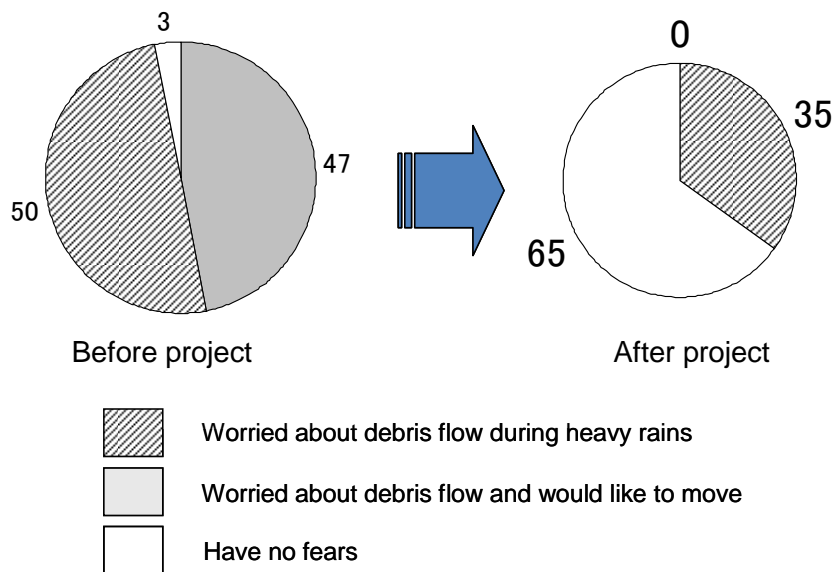 3
47
50
Before project
0
35
65
After project
Worried about debris flow during heavy rains
Worried about debris flow and would like to move
Have no fears